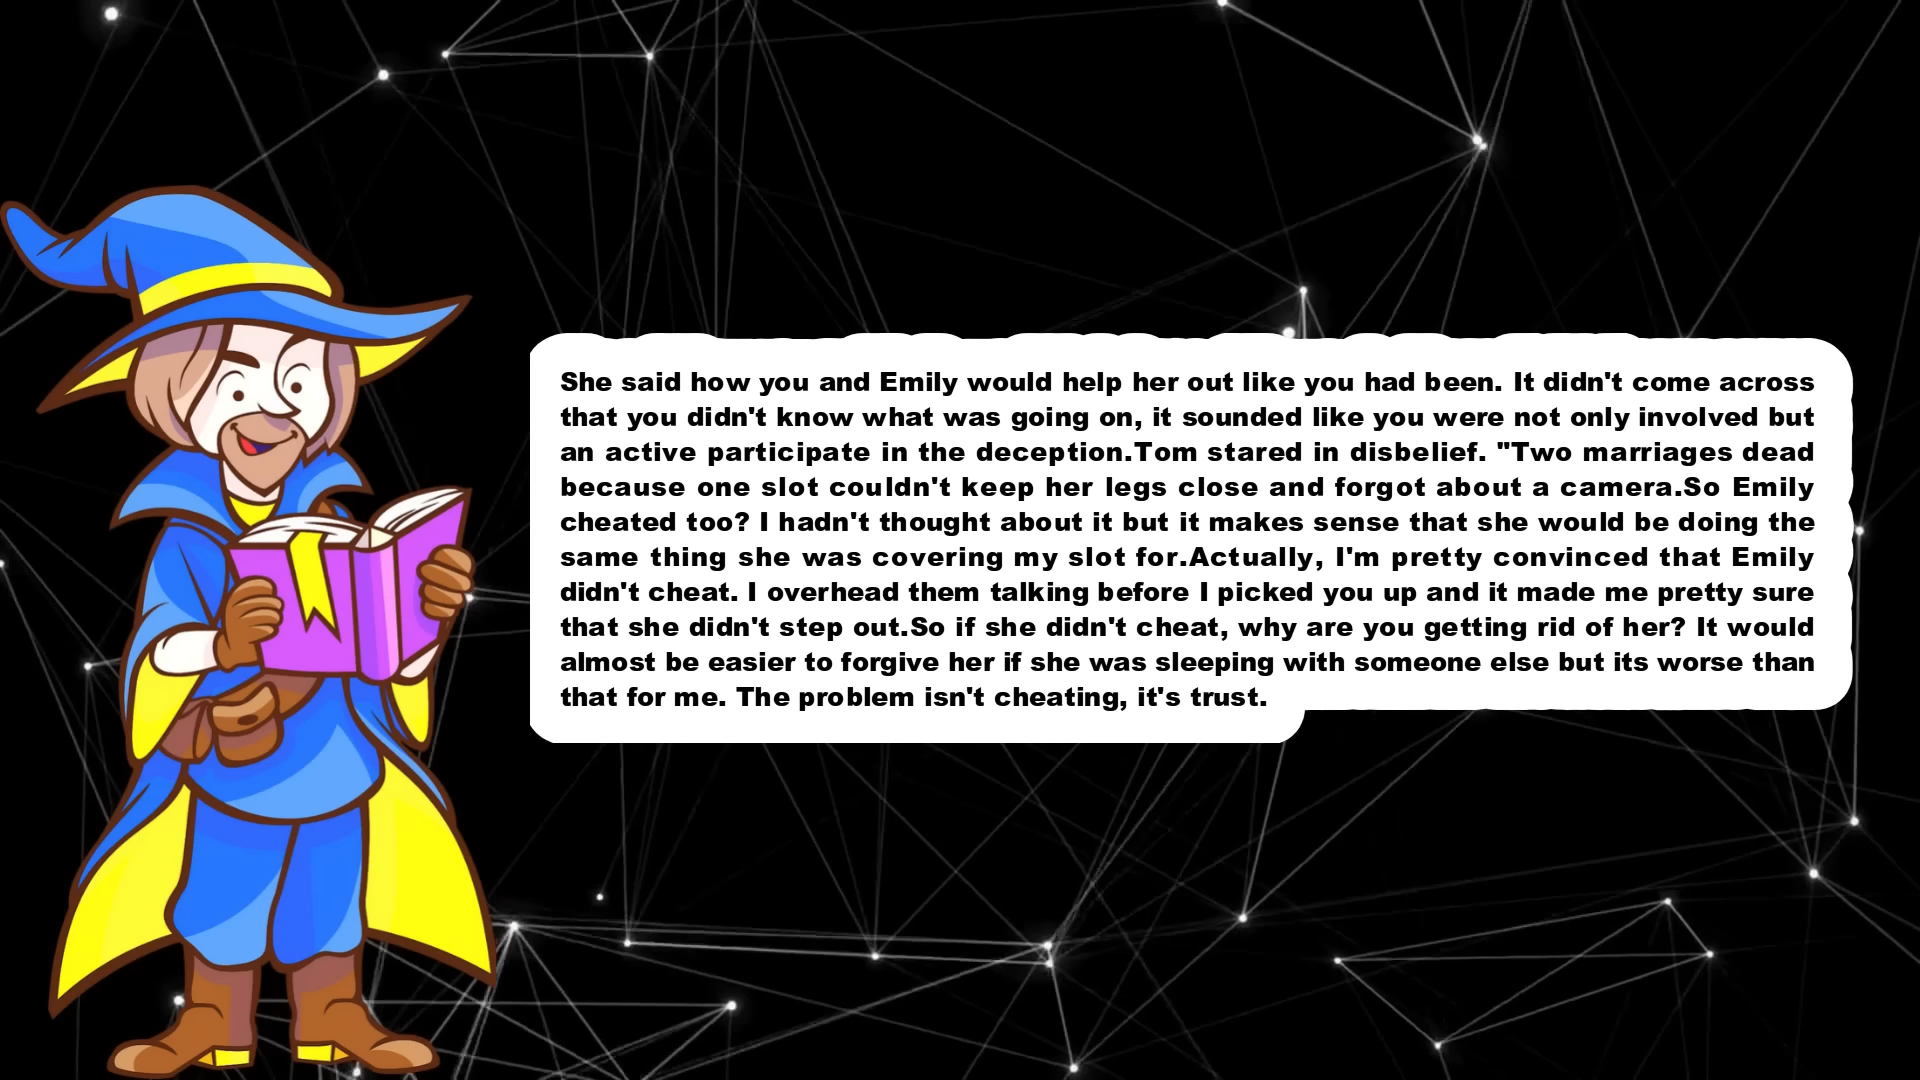 She said how you and Emily would help her out like you had been. It didn't come across
that you didn't know what was going on, it sounded like you were not only involved but
an active participate in the deception.Tom stared in disbelief. "Two marriages dead
because one slot couldn't keep her legs close and forgot about a camera.So Emily
cheated too? I hadn't thought about it but it makes sense that she would be doing the
same thing she was covering my slot for.Actually, I'm pretty convinced that Emily
didn't cheat. I overhead them talking before I picked you up and it made me pretty sure
that she didn't step out.So if she didn't cheat, why are you getting rid of her? It would
almost be easier to forgive her if she was sleeping with someone else but its worse than
that for me. The problem isn't cheating, it's trust.